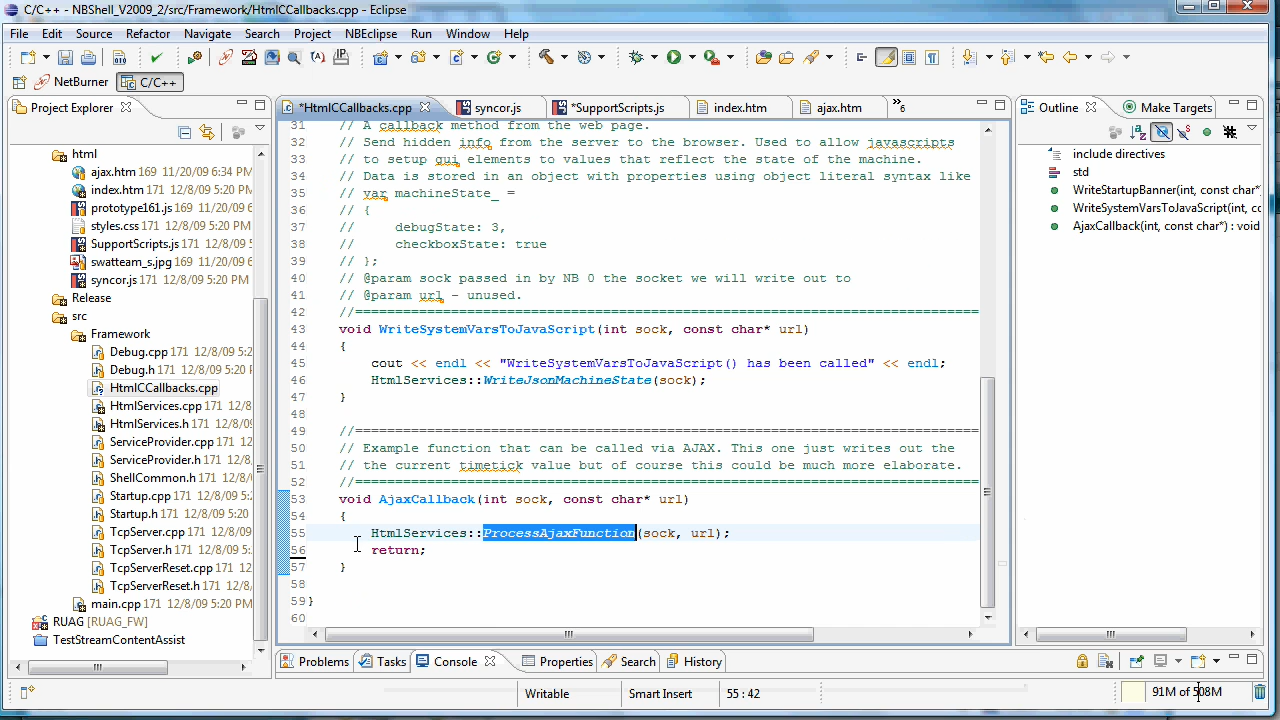 C/C++ - NBShell_V2009_2/src/Framework/HtmlCCallbacks.cpp - Eclipse
File Edit Source Refactor Navigate Search Project NBEclipse Run Window Help
NetBurner C/C++
Project Explorer
*HtmlCCallbacks.cpp syncor.js *SupportScripts.js index.htm ajax.htm »6
Outline Make Targets
html
ajax.htm 169 11/20/09 6:34 PM
index.htm 171 12/8/09 5:20 PM
prototype161.js 169 11/20/09 6
styles.css 171 12/8/09 5:20 PM
SupportScripts.js 171 12/8/09 5
swatteam_s.jpg 171 12/8/09 5
syncor.js 171 12/8/09 5:20 PM
Release
src
Framework
Debug.cpp 171 12/8/09 5:2
Debug.h 171 12/8/09 5:20 P
HtmlCCallbacks.cpp
HtmlServices.cpp 171 12/8
HtmlServices.h 171 12/8/0
ServiceProvider.cpp 171 12
ServiceProvider.h 171 12/8
ShellCommon.h 171 12/8/0
Startup.cpp 171 12/8/09 5:
Startup.h 171 12/8/09 5:20
TcpServer.cpp 171 12/8/09
TcpServer.h 171 12/8/09 5:
TcpServerReset.cpp 171 12/
TcpServerReset.h 171 12/8
main.cpp 171 12/8/09 5:20 PM
RUAG [RUAG_FW]
TestStreamContentAssist
31 // A callback method from the web page.
32 // Send hidden info from the server to the browser. Used to allow javascripts
33 // to setup gui elements to values that reflect the state of the machine.
34 // Data is stored in an object with properties using object literal syntax like
35 // var machineState_ =
36 // {
37 // debugState: 3,
38 // checkboxState: true
39 // };
40 // @param sock passed in by NB 0 the socket we will write out to
41 // @param url - unused.
42 //==============================================================================
43 void WriteSystemVarsToJavaScript(int sock, const char* url)
44 {
45 cout << endl << "WriteSystemVarsToJavaScript() has been called" << endl;
46 HtmlServices::WriteJsonMachineState(sock);
47 }
48
49 //==============================================================================
50 // Example function that can be called via AJAX. This one just writes out the
51 // the current timetick value but of course this could be much more elaborate.
52 //==============================================================================
53 void AjaxCallback(int sock, const char* url)
54 {
55 HtmlServices::ProcessAjaxFunction(sock, url);
56 return;
57 }
58
59 }
60
include directives
std
WriteStartupBanner(int, const char*
WriteSystemVarsToJavaScript(int, co
AjaxCallback(int, const char*) : void
Problems Tasks Console Properties Search History
Writable Smart Insert 55 : 42 91M of 508M